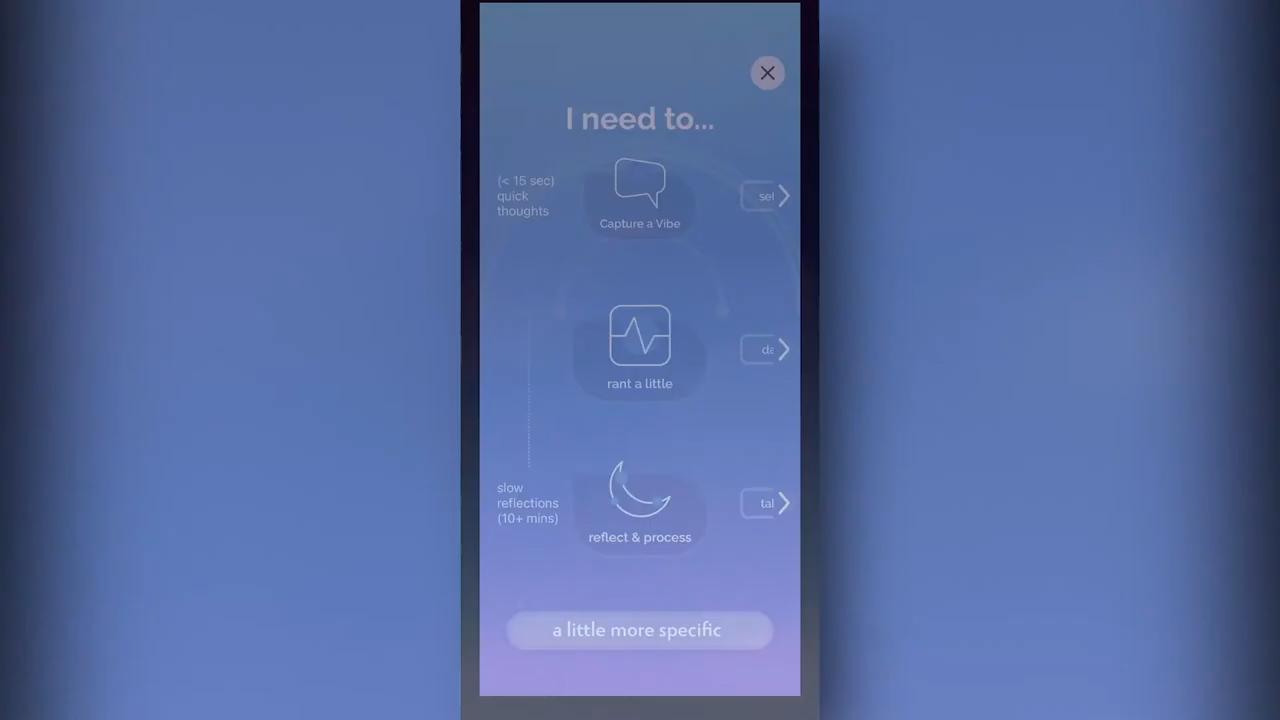 I need to...
(< 15 sec)
quick
thoughts
Capture a Vibe
rant a little
slow
reflections
(10+ mins)
reflect & process
a little more specific